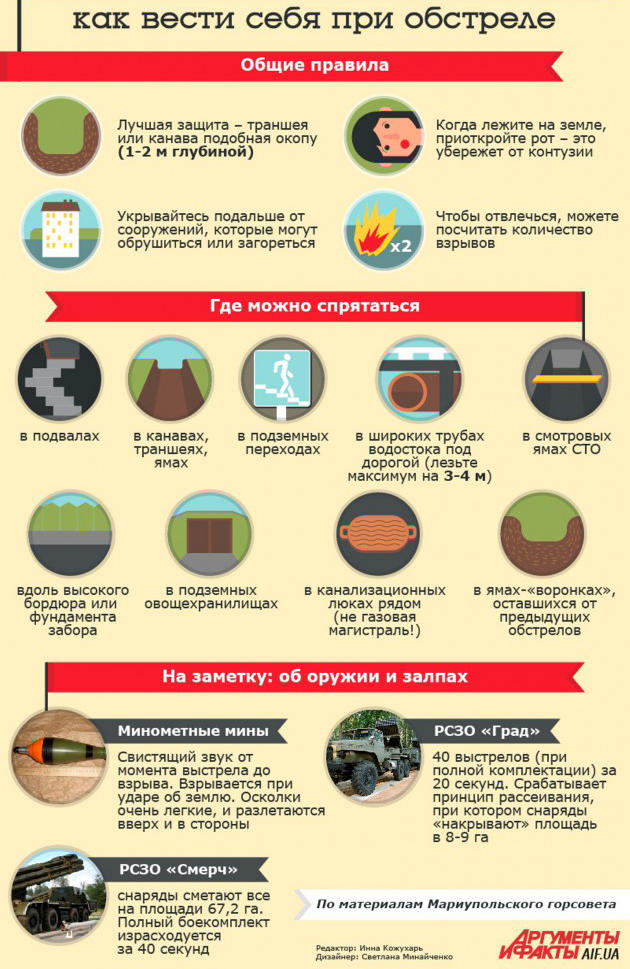 как вести себя при обстреле
Общие правила
Лучшая защита – траншея
или канава подобная окопу
(1-2 м глубиной)
Когда лежите на земле,
приоткройте рот – это
убережет от контузии
Укрывайтесь подальше от
сооружений, которые могут
обрушиться или загореться
x2
Чтобы отвлечься, можете
посчитать количество
взрывов
Где можно спрятаться
в подвалах
в канавах,
траншеях,
ямах
в подземных
переходах
в широких трубах
водостока под
дорогой (лезьте
максимум на 3-4 м)
в смотровых
ямах СТО
вдоль высокого
бордюра или
фундамента
забора
в подземных
овощехранилищах
в канализационных
люках рядом
(не газовая
магистраль!)
в ямах-«воронках»,
оставшихся от
предыдущих
обстрелов
На заметку: об оружии и залпах
Минометные мины
Свистящий звук от
момента выстрела до
взрыва. Взрывается при
ударе об землю. Осколки
очень легкие, и разлетаются
вверх и в стороны
РСЗО «Град»
40 выстрелов (при
полной комплектации) за
20 секунд. Срабатывает
принцип рассеивания,
при котором снаряды
«накрывают» площадь
в 8-9 га
РСЗО «Смерч»
снаряды сметают все
на площади 67,2 га.
Полный боекомплект
израсходуется
за 40 секунд
По материалам Мариупольского горсовета
Редактор: Инна Кожухарь
Дизайнер: Светлана Минайченко
АРГУМЕНТЫ
И ФАКТЫ AIF.UA